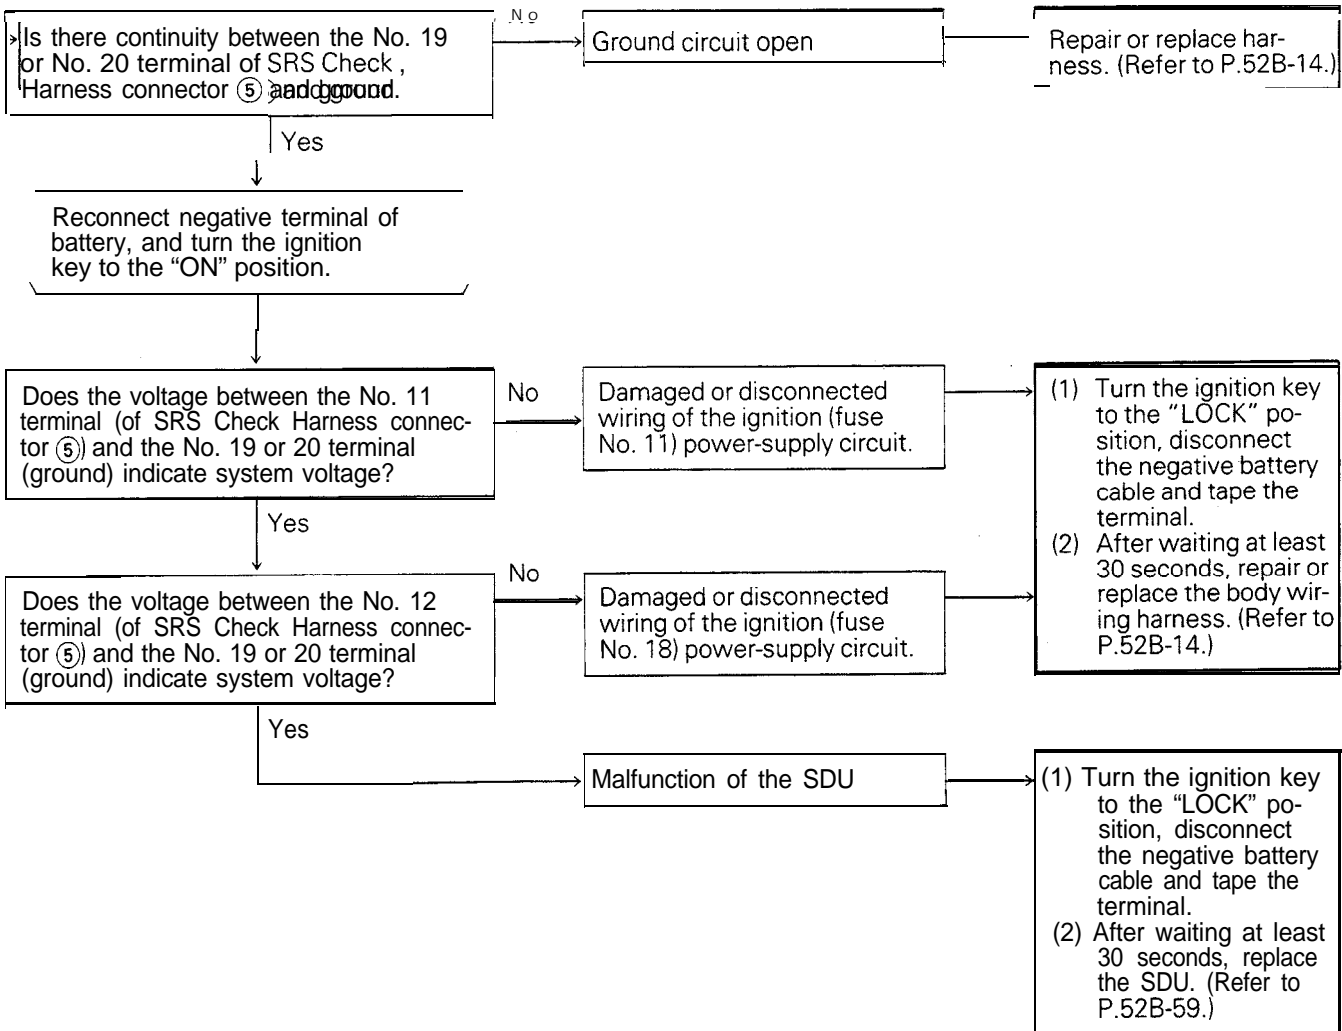 Is there continuity between the No. 19
or No. 20 terminal of SRS Check ,
Harness connector ⑤ and ground.
No
Ground circuit open
Repair or replace har-
ness. (Refer to P.52B-14.)
Yes
Reconnect negative terminal of
battery, and turn the ignition
key to the “ON” position.
Does the voltage between the No. 11
terminal (of SRS Check Harness connec-
tor ⑤) and the No. 19 or 20 terminal
(ground) indicate system voltage?
No
Damaged or disconnected
wiring of the ignition (fuse
No. 11) power-supply circuit.
(1) Turn the ignition key
to the “LOCK” po-
sition, disconnect
the negative battery
cable and tape the
terminal.
(2) After waiting at least
30 seconds, repair or
replace the body wir-
ing harness. (Refer to
P.52B-14.)
Yes
Does the voltage between the No. 12
terminal (of SRS Check Harness connec-
tor ⑤) and the No. 19 or 20 terminal
(ground) indicate system voltage?
No
Damaged or disconnected
wiring of the ignition (fuse
No. 18) power-supply circuit.
Yes
Malfunction of the SDU
(1) Turn the ignition key
to the “LOCK” po-
sition, disconnect
the negative battery
cable and tape the
terminal.
(2) After waiting at least
30 seconds, replace
the SDU. (Refer to
P.52B-59.)